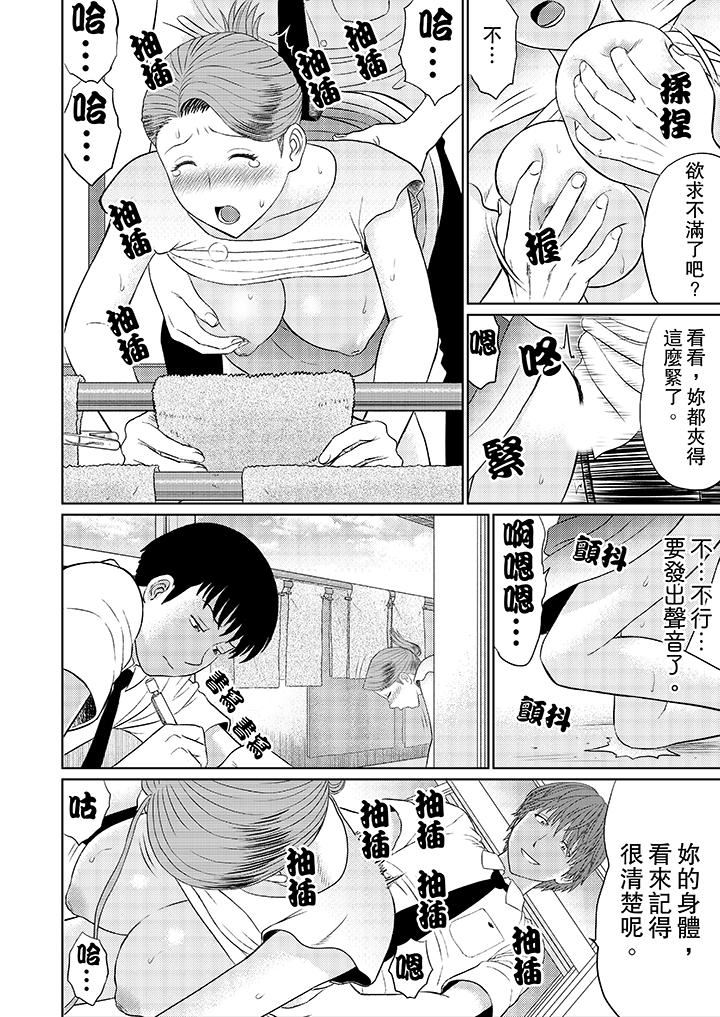 不…
揉捏
握
欲求不滿了吧？
哈…
抽插
抽插
抽插
哈…
哈…
抽插
抽插
看看，妳都夾得
這麼緊了。
咚
嗯
緊
不…不行…
要發出聲音了。
顫抖
啊嗯嗯…
顫抖
書寫
書寫
妳的身體，
看來記得
很清楚呢。
抽插
抽插
抽插
抽插
抽插
嗯
咕
哈…